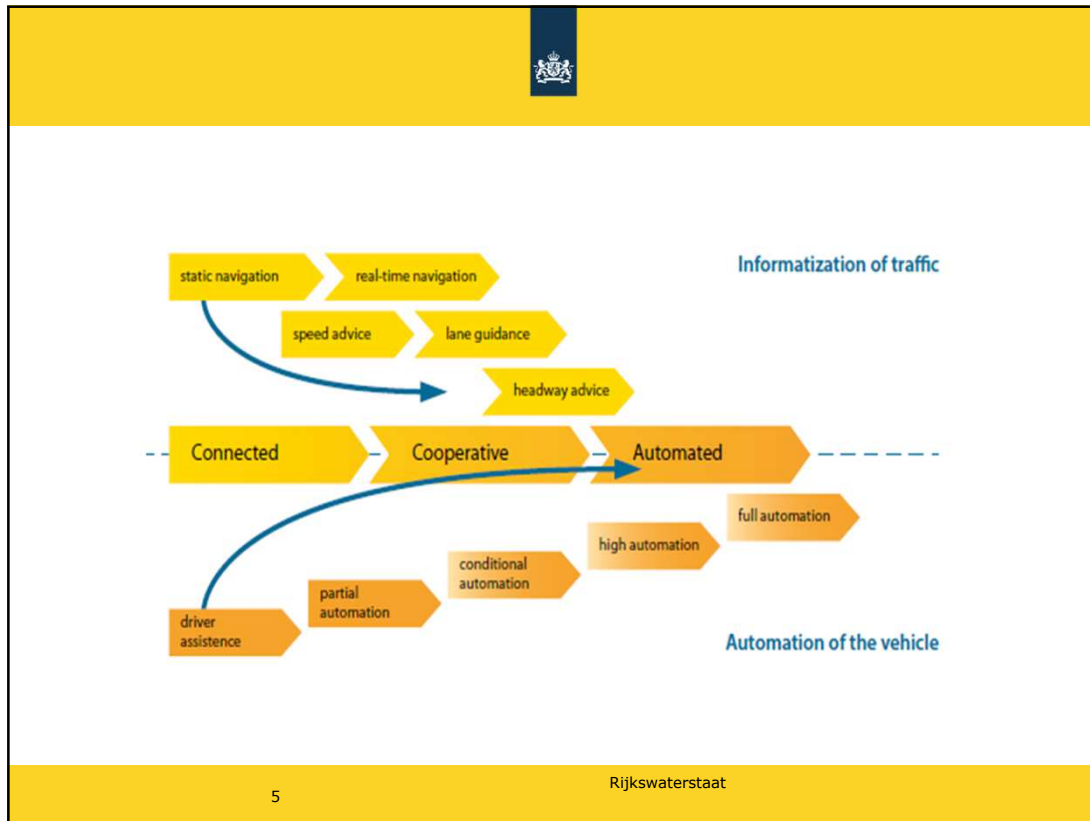 Informatization of traffic
static navigation
real-time navigation
speed advice
lane guidance
headway advice
Connected
Cooperative
Automated
full automation
high automation
conditional
automation
partial
automation
driver
assistence
Automation of the vehicle
5
Rijkswaterstaat